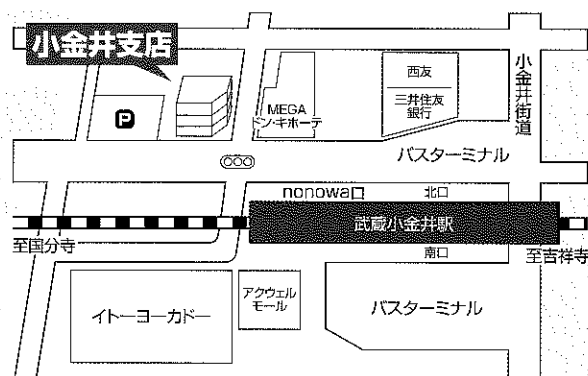 小金井支店
P
MEGA
ドン・キホーテ
西友
三井住友
銀行
小金井街道
バスターミナル
nonowa口
北口
武蔵小金井駅
至国分寺
南口
至吉祥寺
イトーヨーカドー
アクウェル
モール
バスターミナル